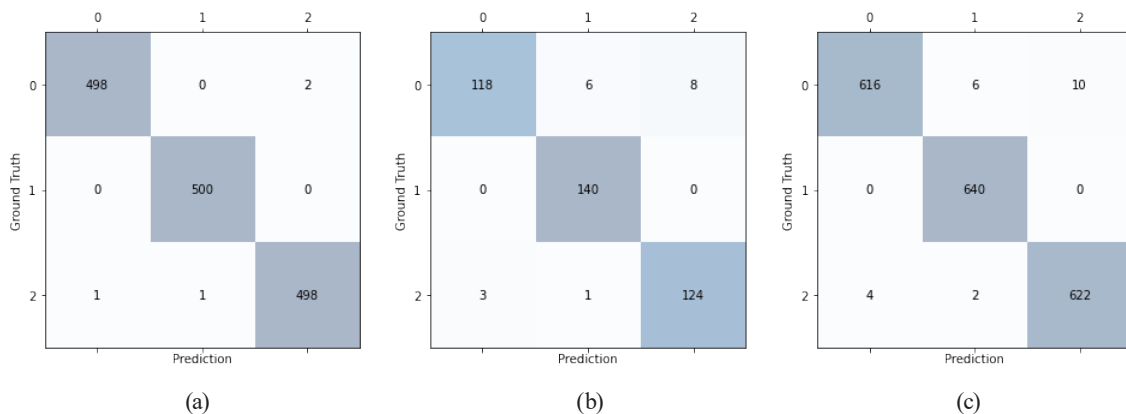 0 1 2
0 498 0 2
1 0 500 0
2 1 1 498
Ground Truth
Prediction
(a)
0 1 2
0 118 6 8
1 0 140 0
2 3 1 124
Ground Truth
Prediction
(b)
0 1 2
0 616 6 10
1 0 640 0
2 4 2 622
Ground Truth
Prediction
(c)